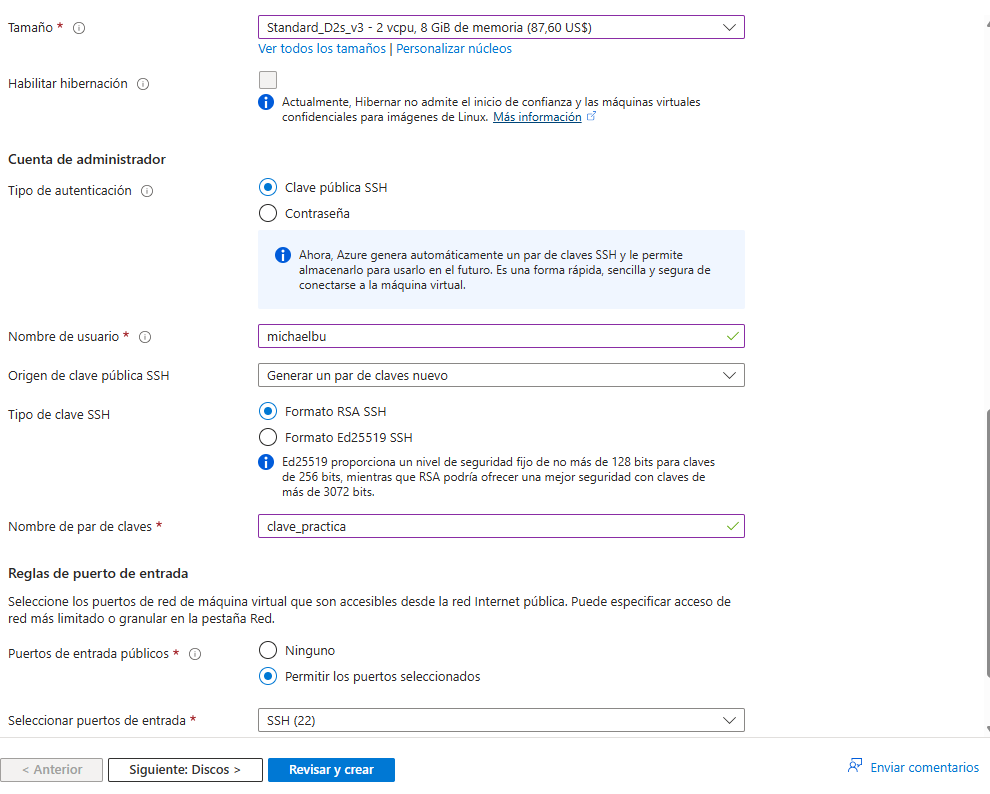 Tamaño *
Standard_D2s_v3 - 2 vcpu, 8 GiB de memoria (87,60 US$)
Ver todos los tamaños | Personalizar núcleos
Habilitar hibernación
Actualmente, Hibernar no admite el inicio de confianza y las máquinas virtuales
confidenciales para imágenes de Linux. Más información
Cuenta de administrador
Tipo de autenticación
Clave pública SSH
Contraseña
Ahora, Azure genera automáticamente un par de claves SSH y le permite
almacenarlo para usarlo en el futuro. Es una forma rápida, sencilla y segura de
conectarse a la máquina virtual.
Nombre de usuario *
michaelbu
Origen de clave pública SSH
Generar un par de claves nuevo
Tipo de clave SSH
Formato RSA SSH
Formato Ed25519 SSH
Ed25519 proporciona un nivel de seguridad fijo de no más de 128 bits para claves
de 256 bits, mientras que RSA podría ofrecer una mejor seguridad con claves de
más de 3072 bits.
Nombre de par de claves *
clave_practica
Reglas de puerto de entrada
Seleccione los puertos de red de máquina virtual que son accesibles desde la red Internet pública. Puede especificar acceso de
red más limitado o granular en la pestaña Red.
Puertos de entrada públicos *
Ninguno
Permitir los puertos seleccionados
Seleccionar puertos de entrada *
SSH (22)
< Anterior
Siguiente: Discos >
Revisar y crear
Enviar comentarios